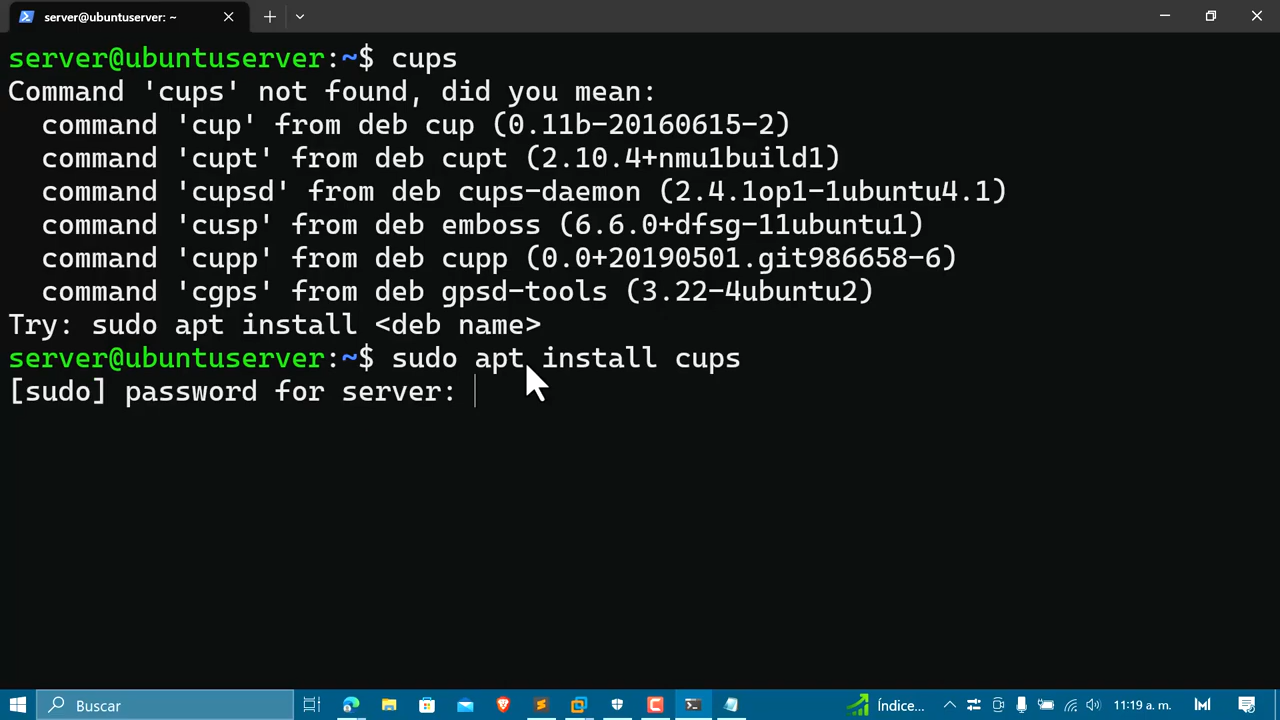 server@ubuntuserver: ~
server@ubuntuserver:~$ cups
Command 'cups' not found, did you mean:
  command 'cup' from deb cup (0.11b-20160615-2)
  command 'cupt' from deb cupt (2.10.4+nmu1build1)
  command 'cupsd' from deb cups-daemon (2.4.1op1-1ubuntu4.1)
  command 'cusp' from deb emboss (6.6.0+dfsg-11ubuntu1)
  command 'cupp' from deb cupp (0.0+20190501.git986658-6)
  command 'cgps' from deb gpsd-tools (3.22-4ubuntu2)
Try: sudo apt install <deb name>
server@ubuntuserver:~$ sudo apt install cups
[sudo] password for server:
Buscar
Índice...
11:19 a. m.